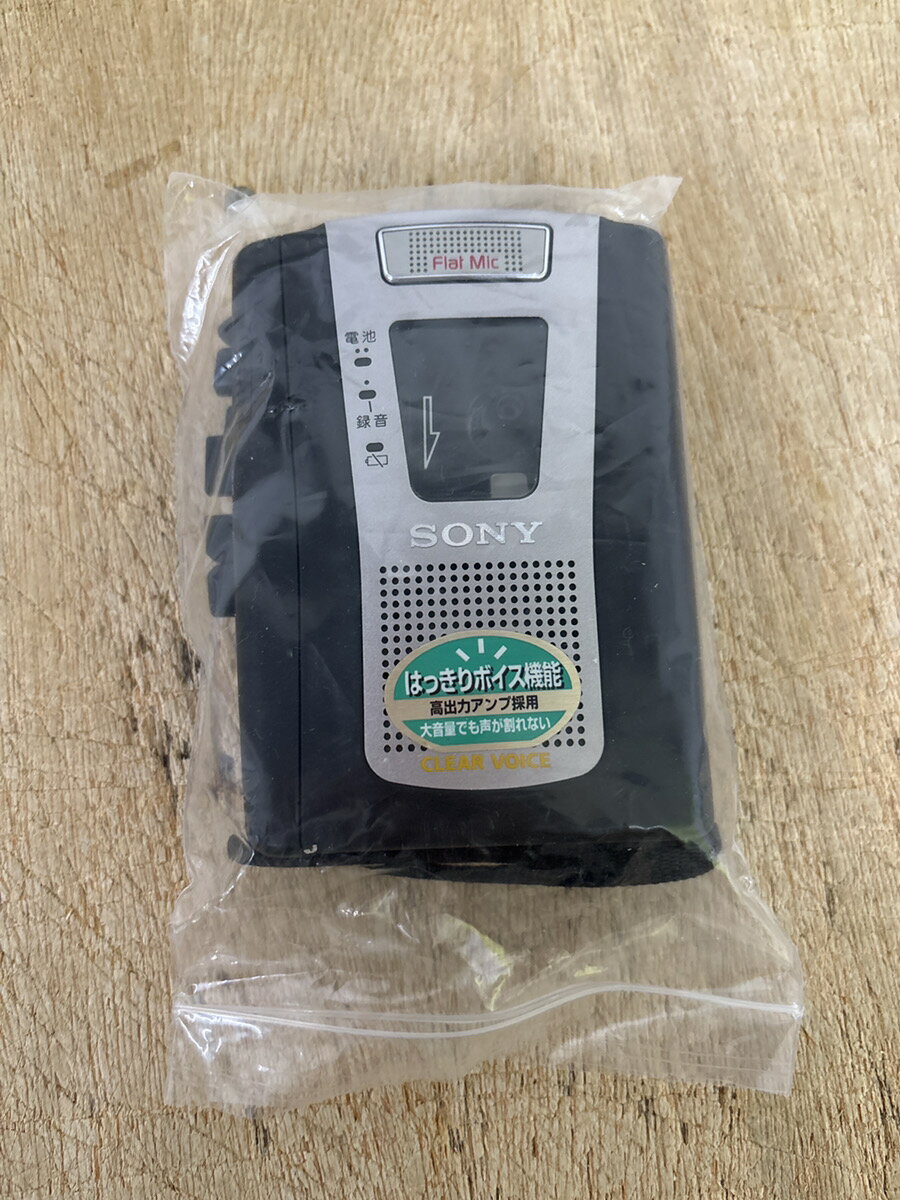 Flat Mic
電池
録音
SONY
はっきりボイス機能
高出力アンプ採用
大音量でも声が割れない
CLEAR VOICE